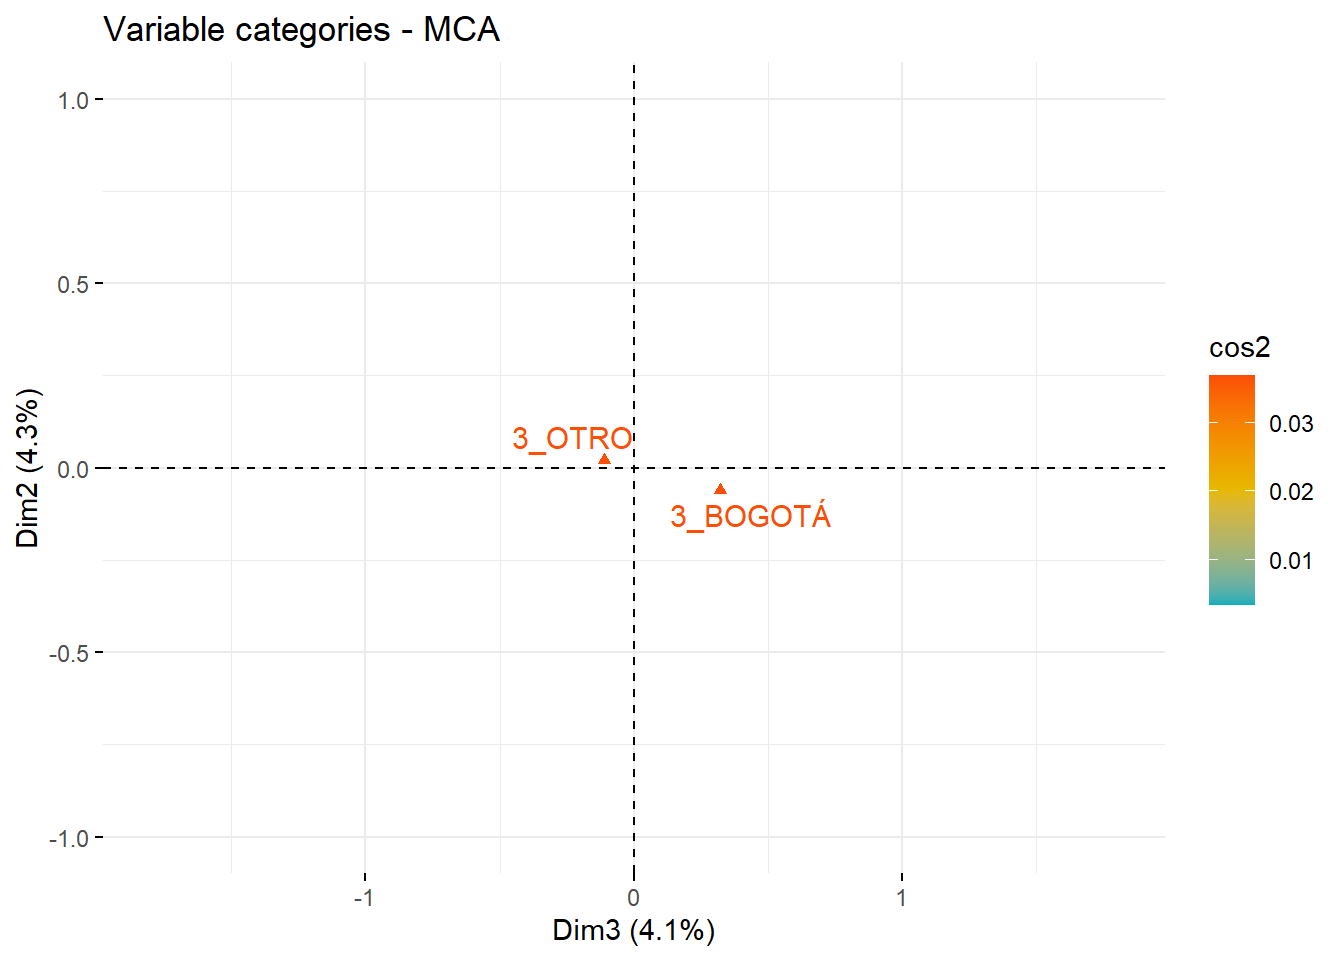 Variable categories - MCA
1.0
0.5
0.0
-0.5
-1.0
Dim2 (4.3%)
3_OTRO
3_BOGOTÁ
-1
0
1
Dim3 (4.1%)
cos2
0.03
0.02
0.01